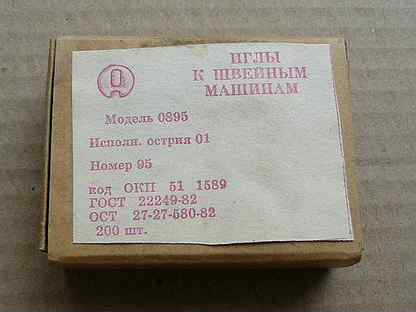 ИГЛЫ
К ШВЕЙНЫМ
МАШИНАМ
Модель 0895
Исполн. острия 01
Номер 95
код ОКП 51 1589
ГОСТ 22249-82
ОСТ 27-27-580-82
200 шт.